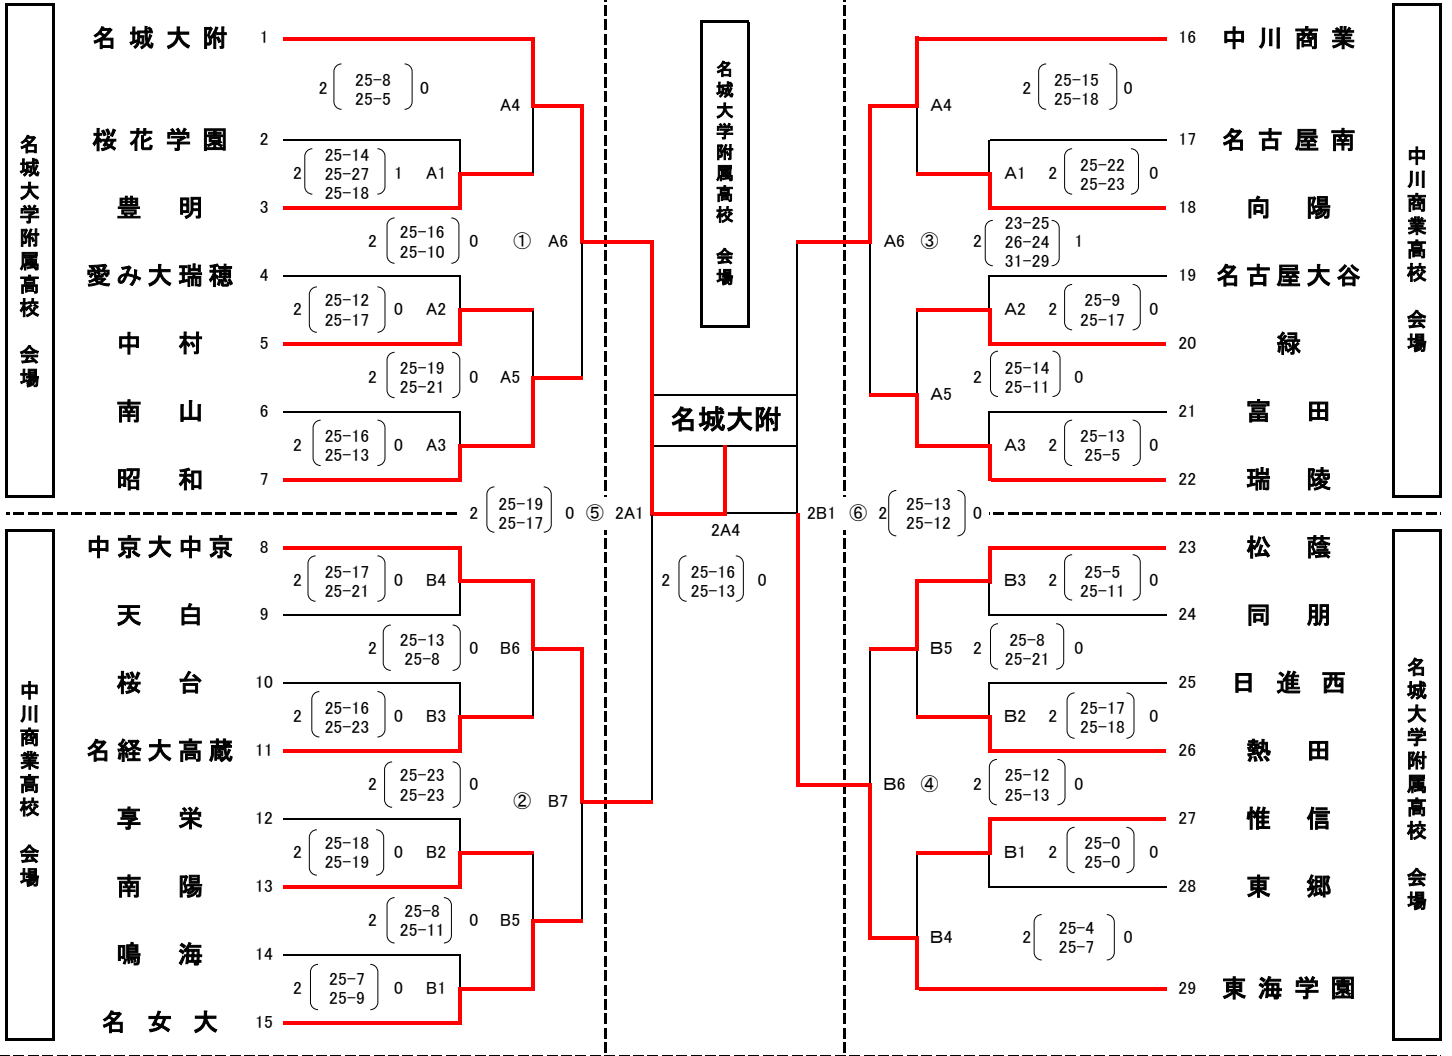 名城大学附属高校 会場
名城大附 1
2 25-8 0
25-5
A4
桜花学園 2
25-14
2 25-27 1 A1
25-18
豊明 3
2 25-16 0 ① A6
25-10
愛み大瑞穂 4
2 25-12 0 A2
25-17
中村 5
2 25-19 0 A5
25-21
南山 6
2 25-16 0 A3
25-13
昭和 7
2 25-19 0 ⑤ 2A1
25-17
中川商業高校 会場
中京大中京 8
2 25-17 0 B4
25-21
天白 9
2 25-13 0 B6
25-8
桜台 10
2 25-16 0 B3
25-23
名経大高蔵 11
2 25-23 0 ② B7
25-23
享栄 12
2 25-18 0 B2
25-19
南陽 13
2 25-8 0 B5
25-11
鳴海 14
2 25-7 0 B1
25-9
名女大 15
名城大学附属高校 会場
名城大附
2A4
2 25-16 0
25-13
中川商業高校 会場
16 中川商業
2 25-15 0
25-18
A4
17 名古屋南
A1 2 25-22 0
25-23
18 向陽
23-25
A6 ③ 2 26-24 1
31-29
19 名古屋大谷
A2 2 25-9 0
25-17
20 緑
A5 2 25-14 0
25-11
21 富田
A3 2 25-13 0
25-5
22 瑞陵
2B1 ⑥ 2 25-13 0
25-12
名城大学附属高校 会場
23 松蔭
B3 2 25-5 0
25-11
24 同朋
B5 2 25-8 0
25-21
25 日進西
B2 2 25-17 0
25-18
26 熱田
B6 ④ 2 25-12 0
25-13
27 惟信
B1 2 25-0 0
25-0
28 東郷
B4 2 25-4 0
25-7
29 東海学園